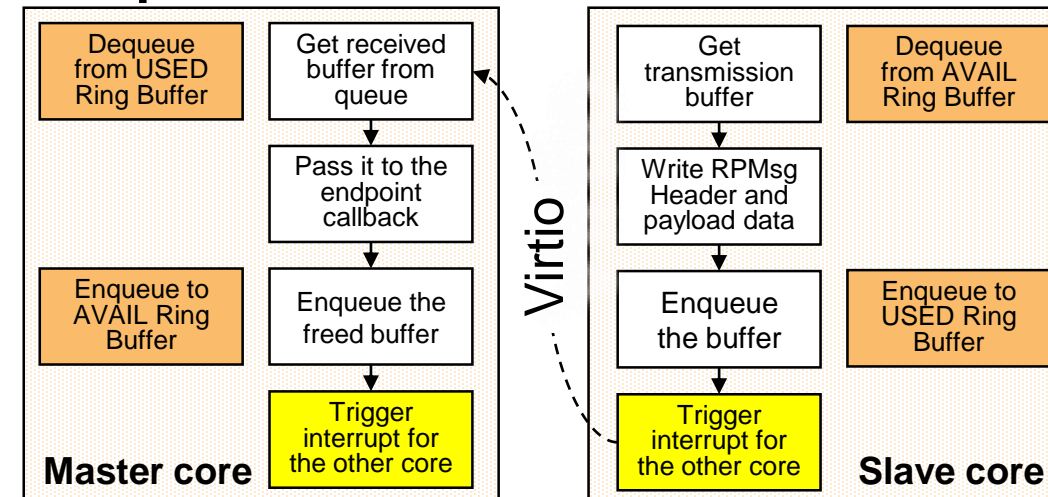 Dequeue
from USED
Ring Buffer
Get received
buffer from
queue
Pass it to the
endpoint
callback
Enqueue to
AVAIL Ring
Buffer
Enqueue the
freed buffer
Trigger
interrupt for
the other core
Master core
Virtio
Get
transmission
buffer
Dequeue
from AVAIL
Ring Buffer
Write RPMsg
Header and
payload data
Enqueue
the buffer
Enqueue to
USED Ring
Buffer
Trigger
interrupt for
the other core
Slave core